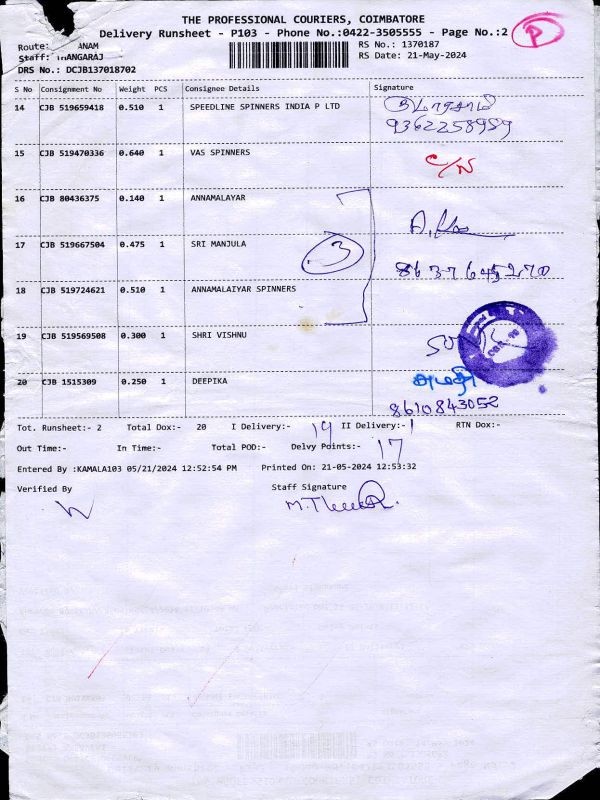 THE PROFESSIONAL COURIERS, COIMBATORE
Delivery Runsheet - P103 - Phone No.:0422-3505555 - Page No.:2 P
Route: ANAM RS No.: 1370187
Staff: THANGARAJ RS Date: 21-May-2024
DRS No.: DCJB137018702
S No Consignment No Weight PCS Consignee Details Signature
14 CJB 519659418 0.510 1 SPEEDLINE SPINNERS INDIA P LTD
9362258989
15 CJB 519470336 0.640 1 VAS SPINNERS C/N
16 CJB 80436375 0.140 1 ANNAMALAYAR
17 CJB 519667504 0.475 1 SRI MANJULA 3 8637645270
18 CJB 519724621 0.510 1 ANNAMALAIYAR SPINNERS
19 CJB 519569508 0.300 1 SHRI VISHNU
20 CJB 1515309 0.250 1 DEEPIKA
8610843052
Tot. Runsheet:- 2 Total Dox:- 20 I Delivery:- 19 II Delivery:- 1 RTN Dox:-
Out Time:- In Time:- Total POD:- Delvy Points:- 17
Entered By :KAMALA103 05/21/2024 12:52:54 PM Printed On: 21-05-2024 12:53:32
Verified By Staff Signature